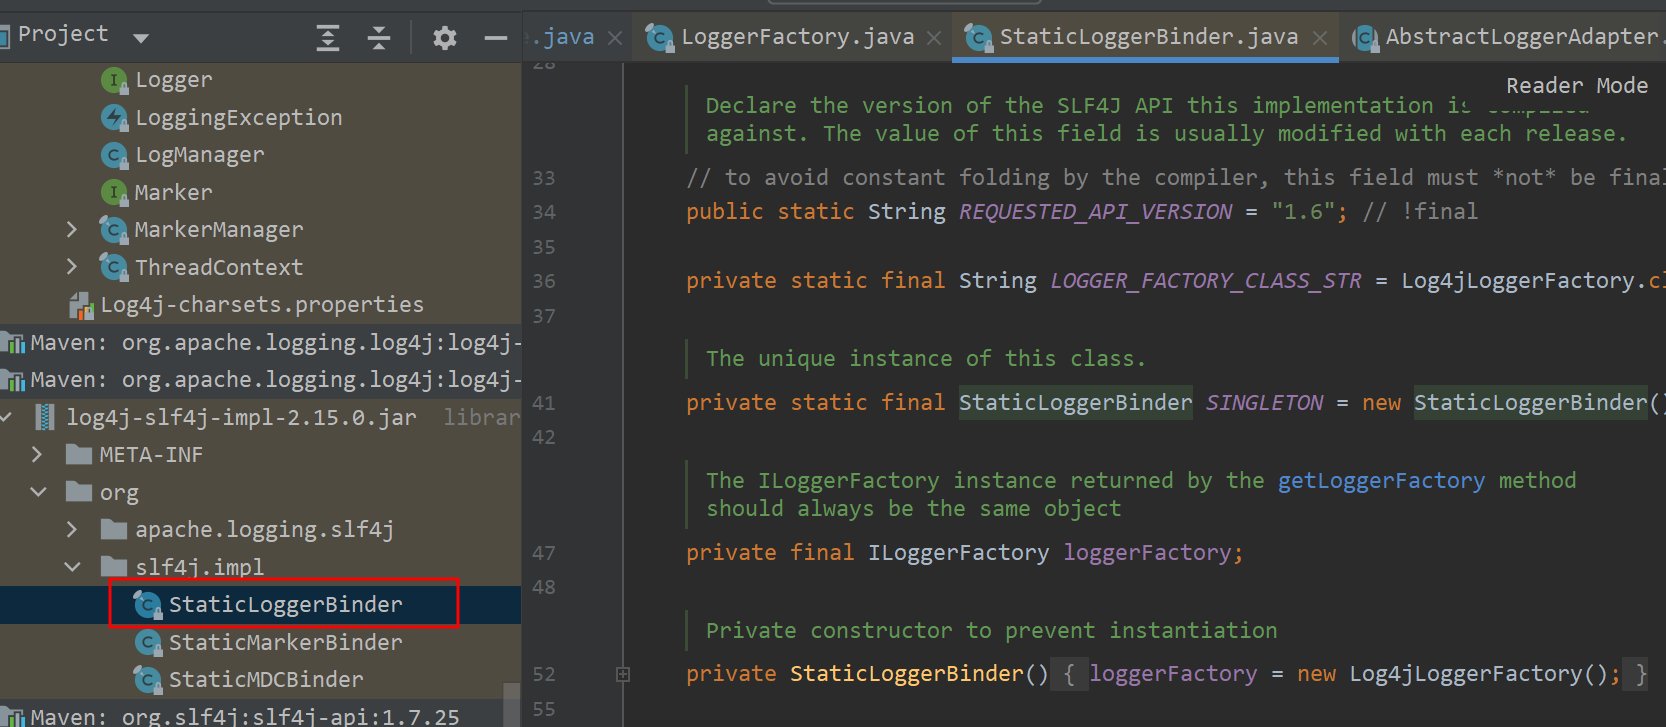 Project
Logger
LoggingException
LogManager
Marker
MarkerManager
ThreadContext
Log4j-charsets.properties
Maven: org.apache.logging.log4j:log4j-
Maven: org.apache.logging.log4j:log4j-
log4j-slf4j-impl-2.15.0.jar librar
META-INF
org
apache.logging.slf4j
slf4j.impl
StaticLoggerBinder
StaticMarkerBinder
StaticMDCBinder
Maven: org.slf4j:slf4j-api:1.7.25
.java LoggerFactory.java StaticLoggerBinder.java AbstractLoggerAdapter.
Reader Mode
28
Declare the version of the SLF4J API this implementation is compiled
against. The value of this field is usually modified with each release.
33 // to avoid constant folding by the compiler, this field must *not* be final
34 public static String REQUESTED_API_VERSION = "1.6"; // !final
35
36 private static final String LOGGER_FACTORY_CLASS_STR = Log4jLoggerFactory.cl
37
The unique instance of this class.
41 private static final StaticLoggerBinder SINGLETON = new StaticLoggerBinder()
42
The ILoggerFactory instance returned by the getLoggerFactory method
should always be the same object
47 private final ILoggerFactory loggerFactory;
48
Private constructor to prevent instantiation
52 private StaticLoggerBinder() { loggerFactory = new Log4jLoggerFactory(); }
55